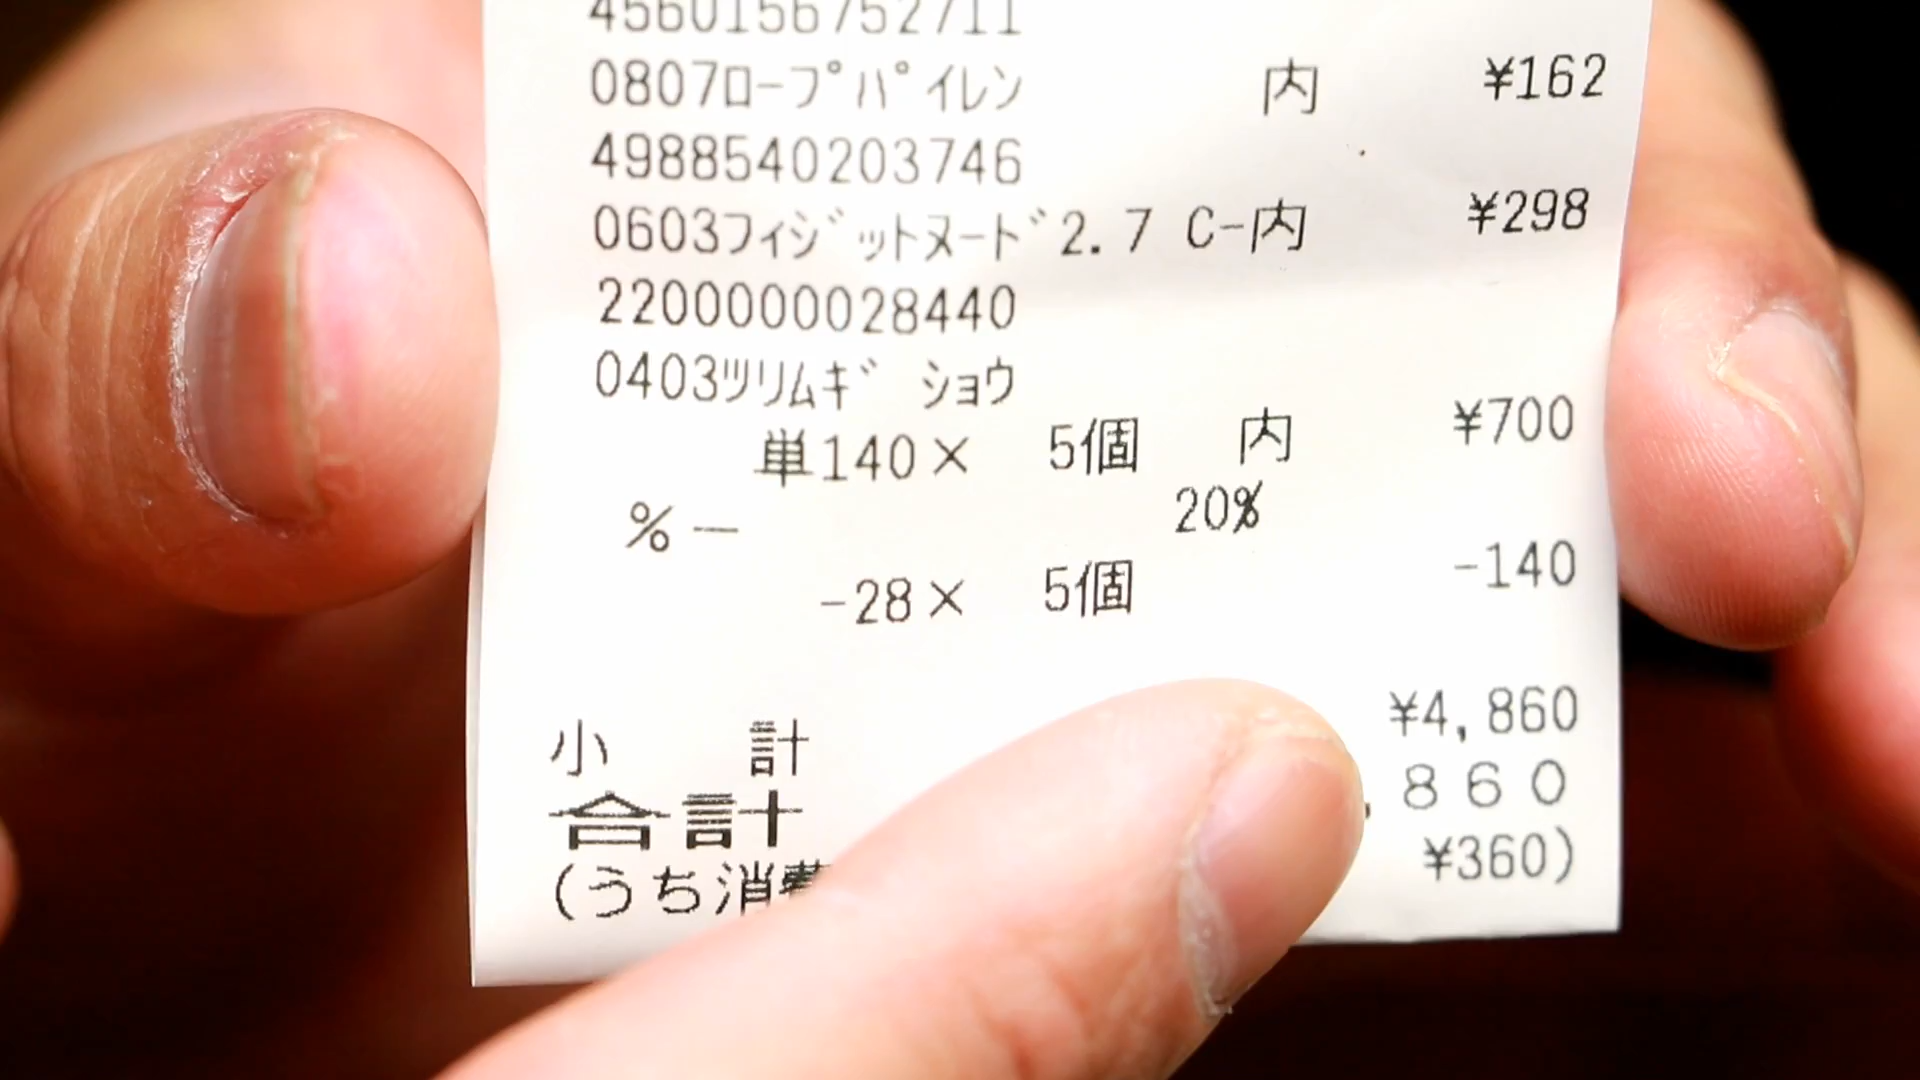 4560156752711
0807ロープパイレン 内 ¥162
4988540203746
0603フィジットヌード2.7 C-内 ¥298
2200000028440
0403ツリムギ ショウ
単140× 5個 内 ¥700
%- 20%
-28× 5個 -140
小計 ¥4,860
合計 ,860
(うち消費 ¥360)